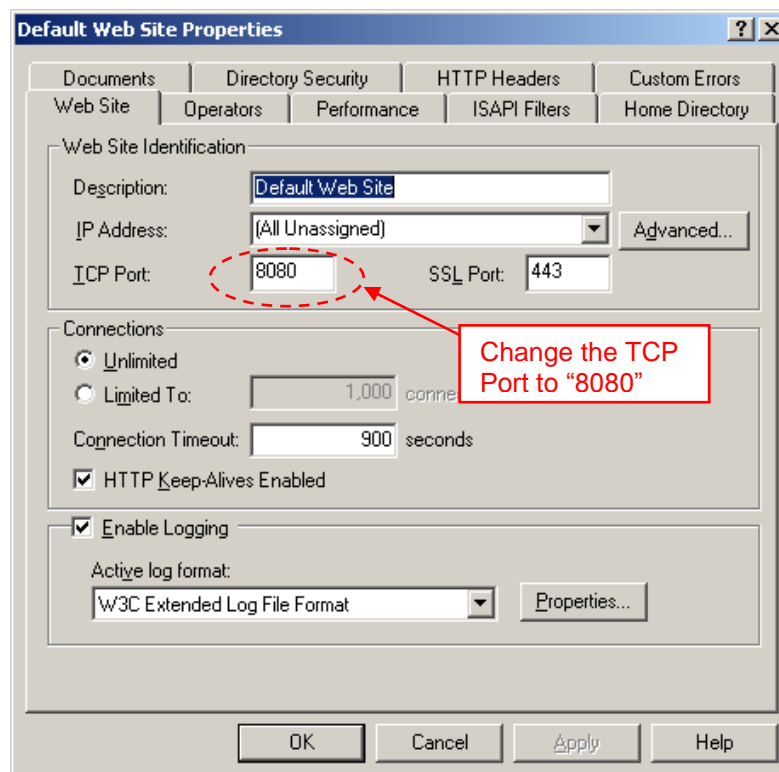 Default Web Site Properties
Documents Directory Security HTTP Headers Custom Errors
Web Site Operators Performance ISAPI Filters Home Directory
Web Site Identification
Description: Default Web Site
IP Address: (All Unassigned) Advanced...
TCP Port: 8080 SSL Port: 443
Connections
Unlimited
Change the TCP
Port to “8080”
Limited To: 1,000
Connection Timeout: 900 seconds
HTTP Keep-Alives Enabled
Enable Logging
Active log format:
W3C Extended Log File Format Properties...
OK Cancel Apply Help